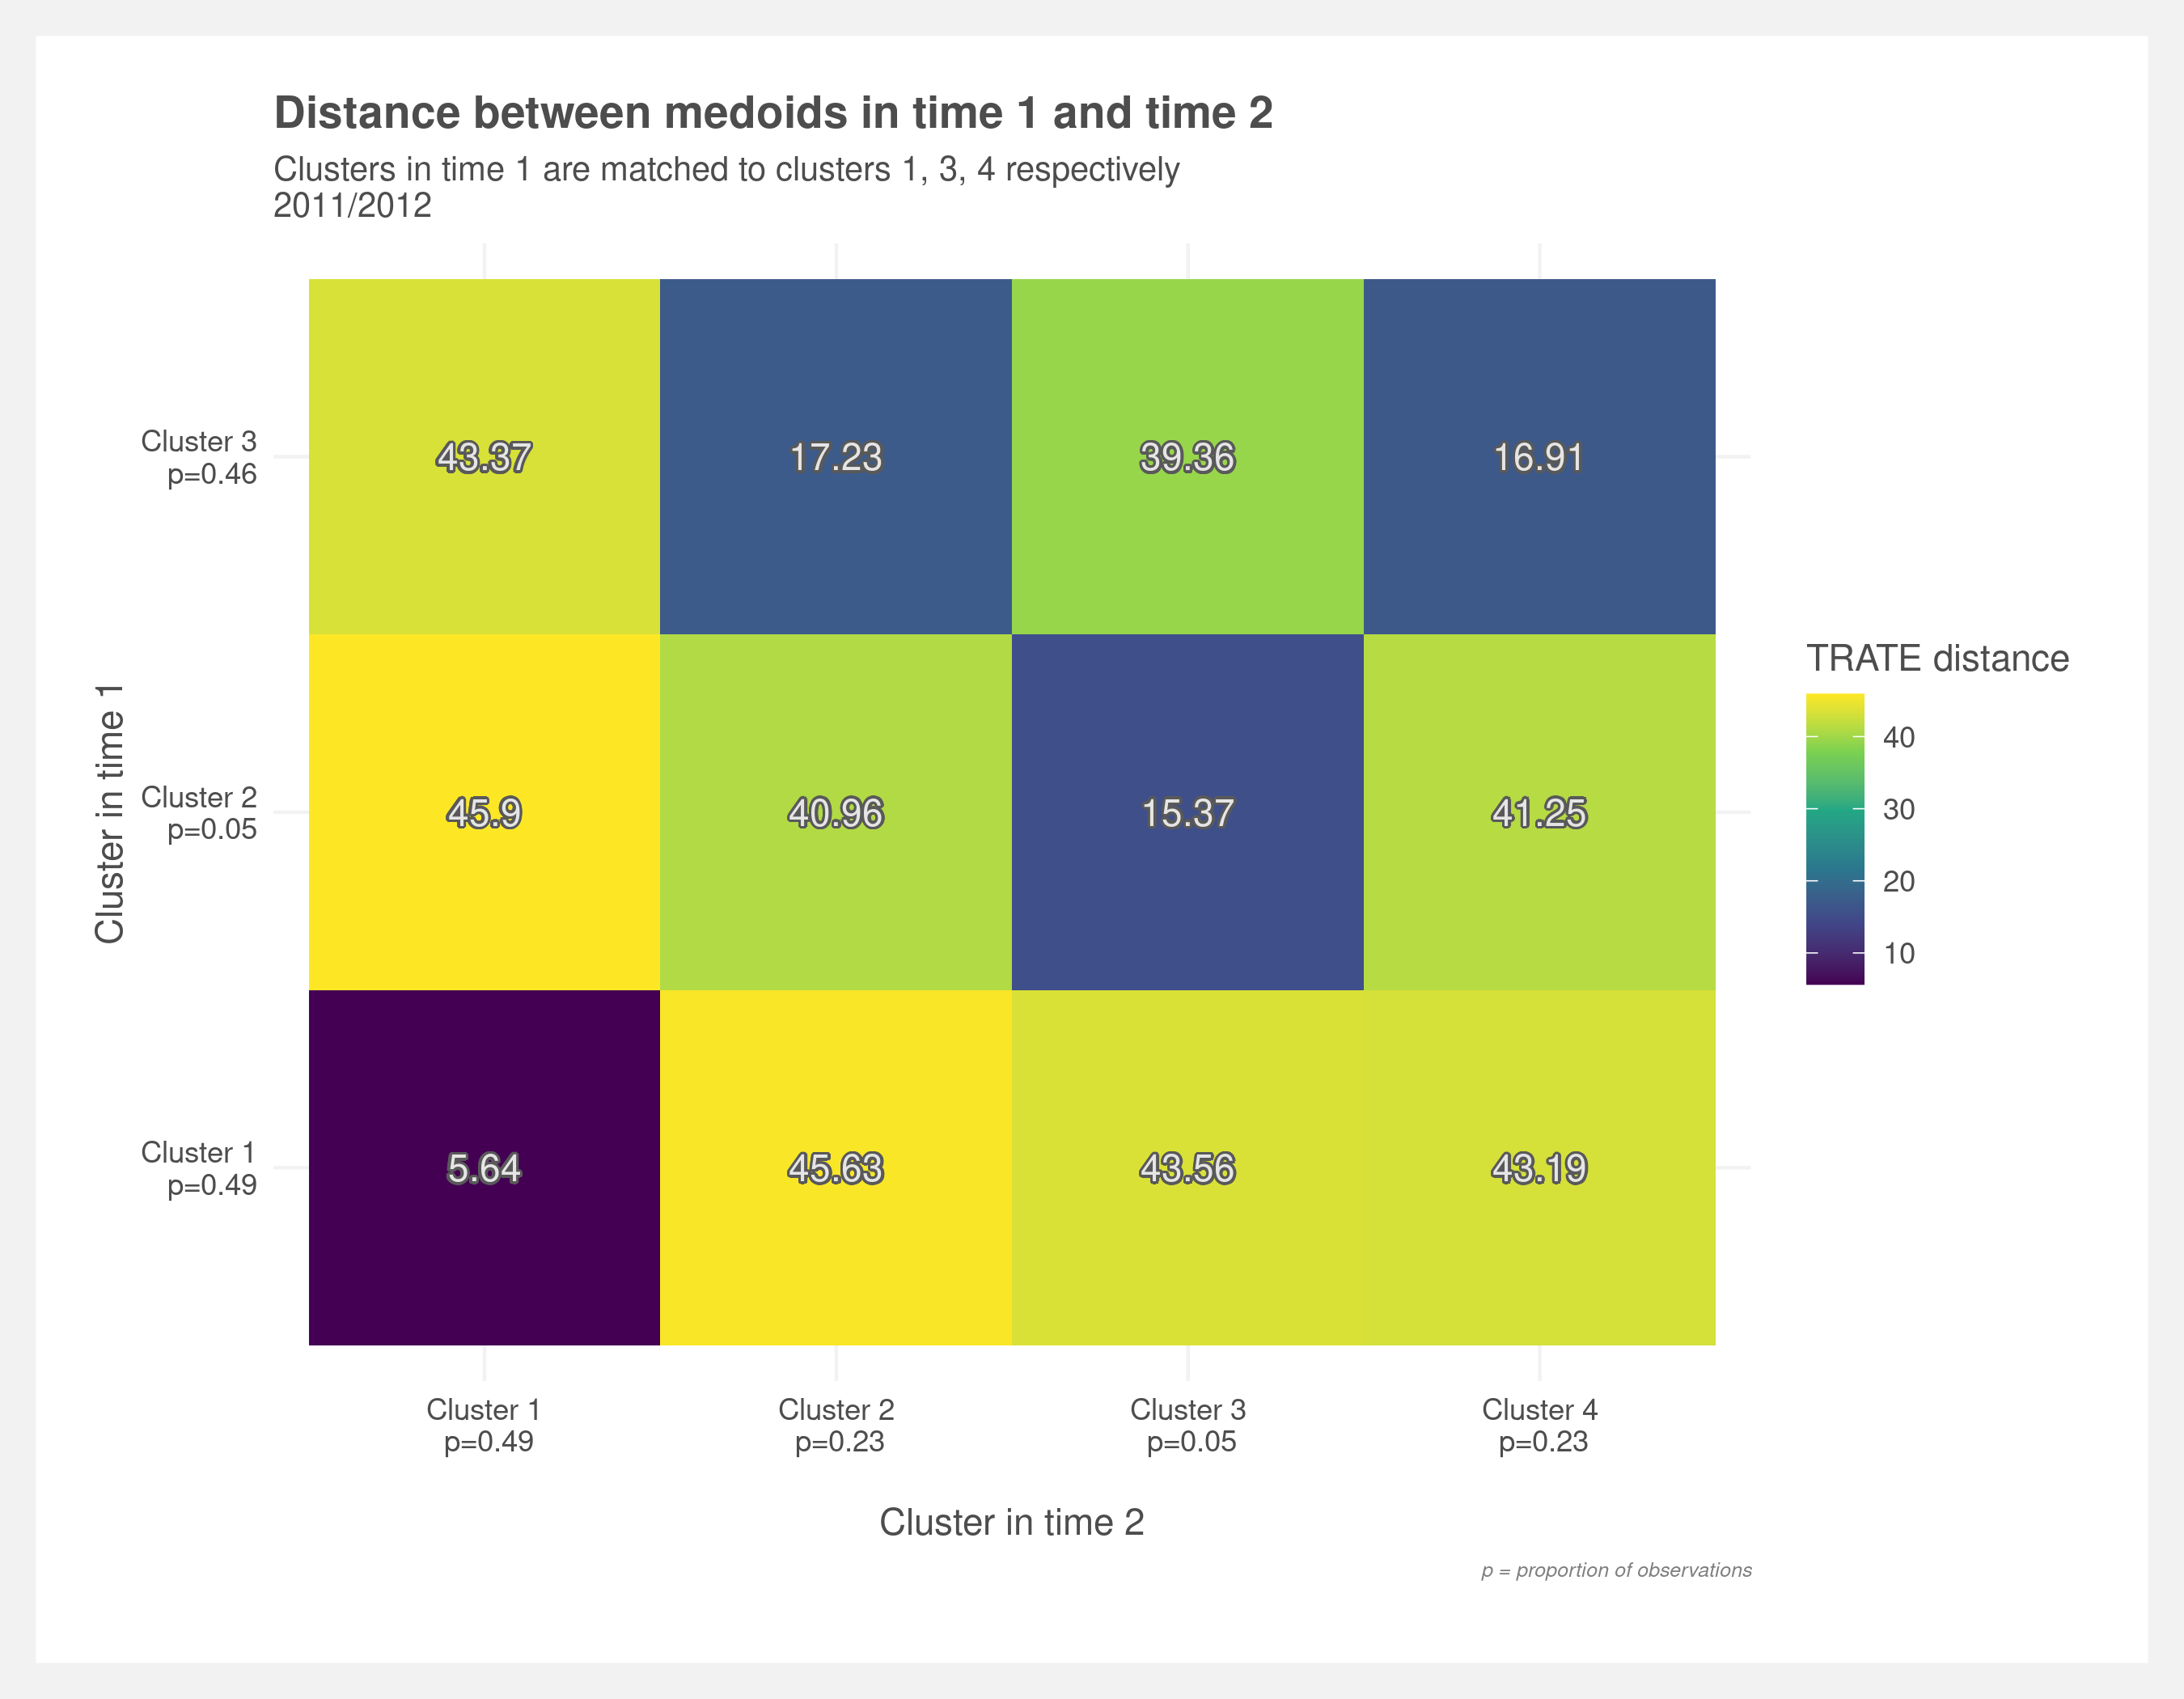 Distance between medoids in time 1 and time 2
Clusters in time 1 are matched to clusters 1, 3, 4 respectively
2011/2012
Cluster in time 1
Cluster 3
p=0.46
43.37 17.23 39.36 16.91
Cluster 2
p=0.05
45.9 40.96 15.37 41.25
Cluster 1
p=0.49
5.64 45.63 43.56 43.19
Cluster 1 Cluster 2 Cluster 3 Cluster 4
p=0.49 p=0.23 p=0.05 p=0.23
Cluster in time 2
TRATE distance
40
30
20
10
p = proportion of observations